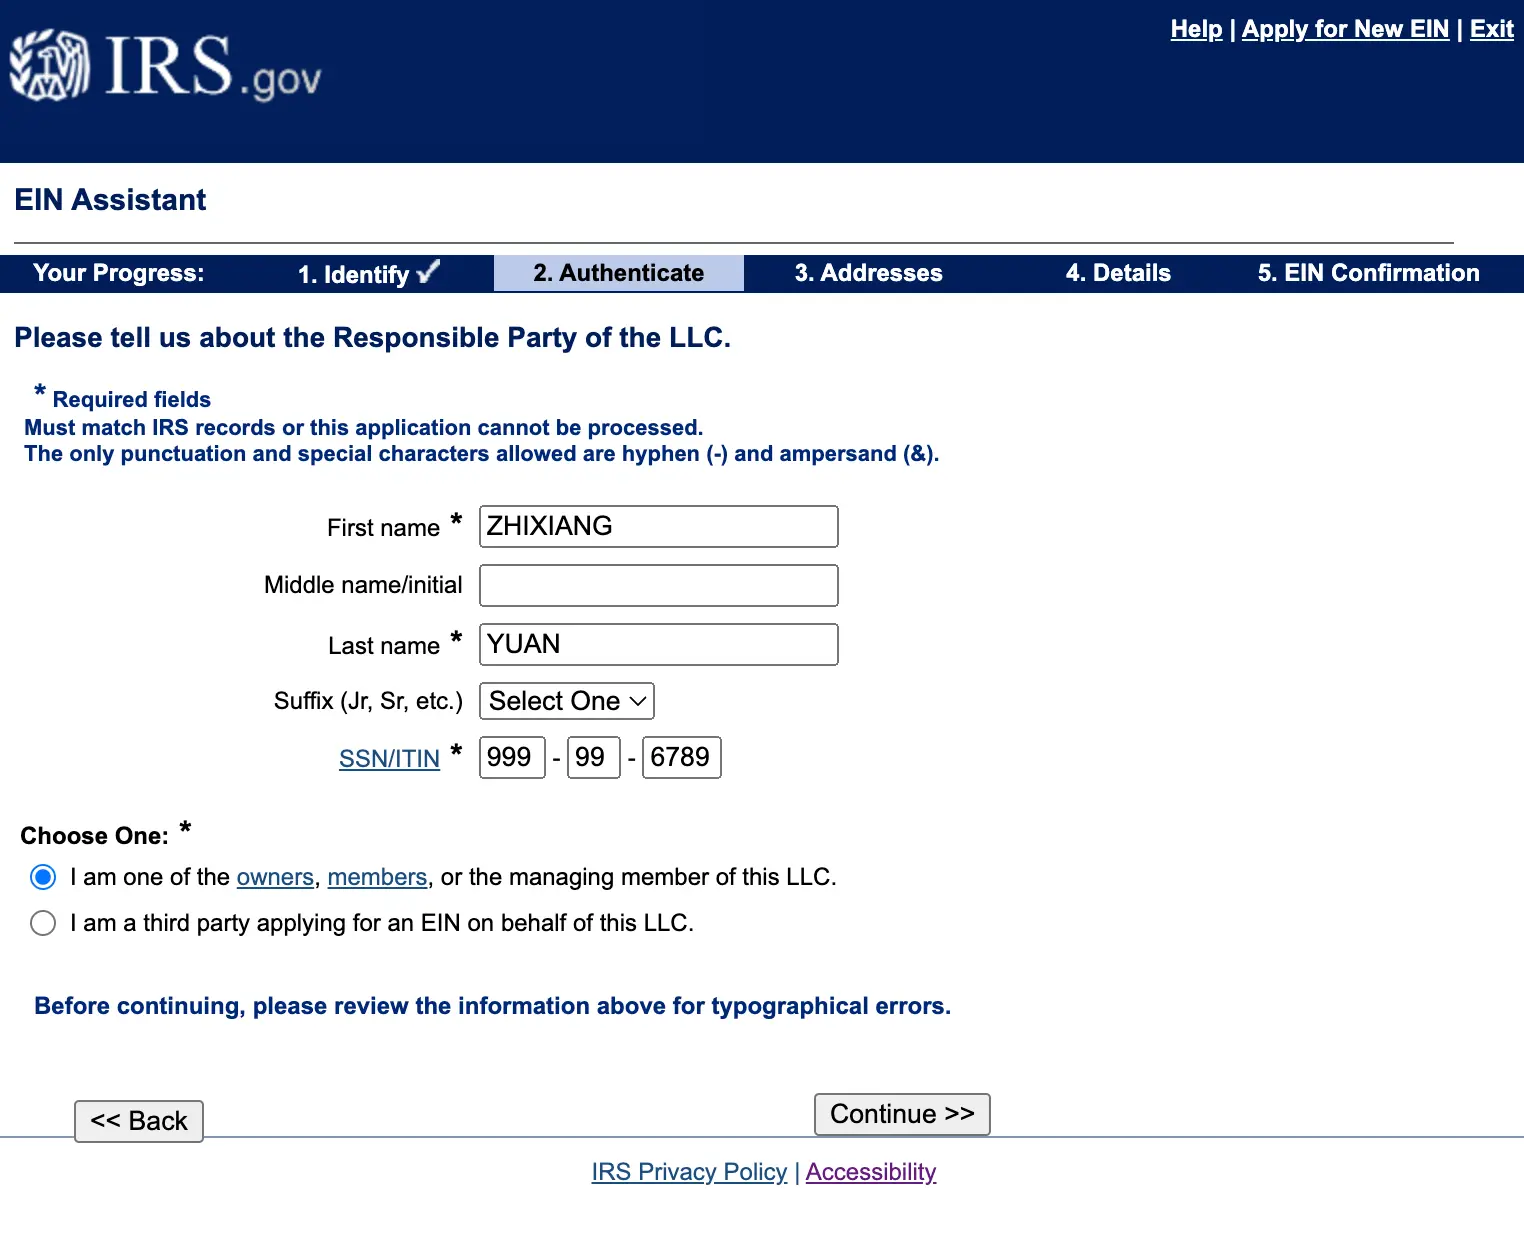 Help | Apply for New EIN | Exit
IRS.gov
EIN Assistant
Your Progress: 1. Identify ✓ 2. Authenticate 3. Addresses 4. Details 5. EIN Confirmation
Please tell us about the Responsible Party of the LLC.
* Required fields
Must match IRS records or this application cannot be processed.
The only punctuation and special characters allowed are hyphen (-) and ampersand (&).
First name * ZHIXIANG
Middle name/initial
Last name * YUAN
Suffix (Jr, Sr, etc.) Select One
SSN/ITIN * 999 - 99 - 6789
Choose One: *
I am one of the owners, members, or the managing member of this LLC.
I am a third party applying for an EIN on behalf of this LLC.
Before continuing, please review the information above for typographical errors.
<< Back Continue >>
IRS Privacy Policy | Accessibility